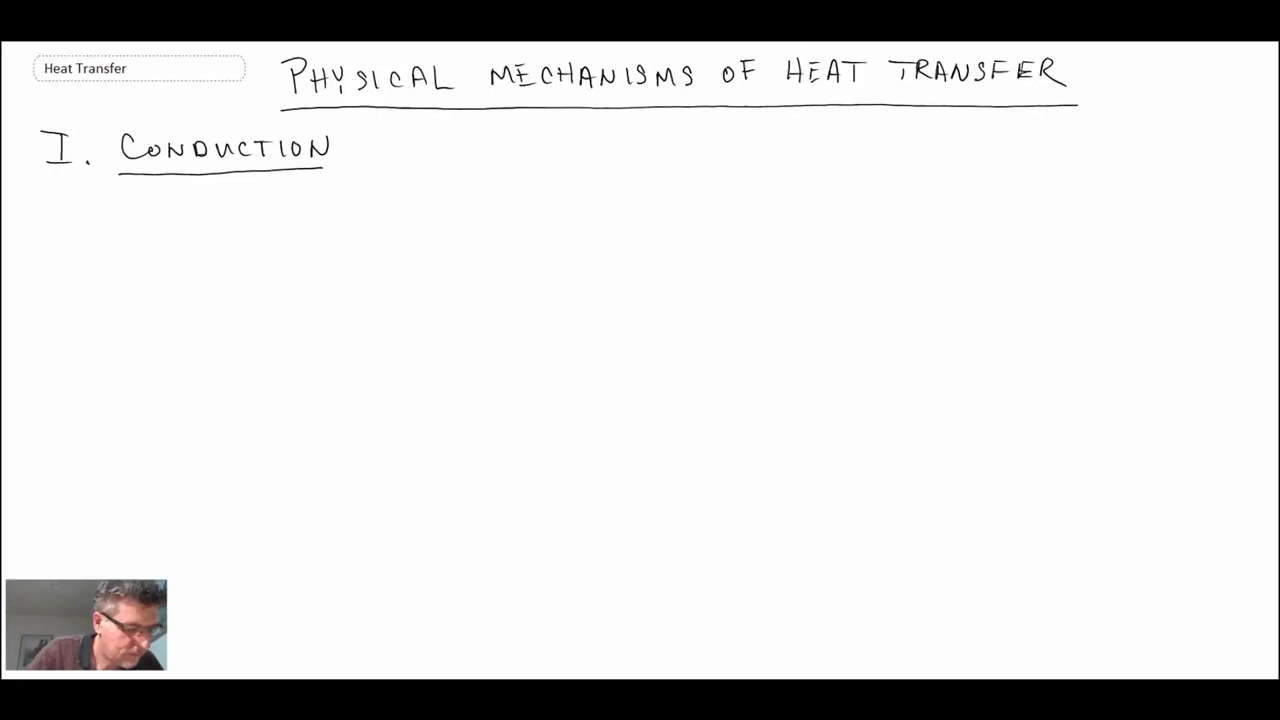 Heat Transfer
PHYSICAL MECHANISMS OF HEAT TRANSFER
I. CONDUCTION